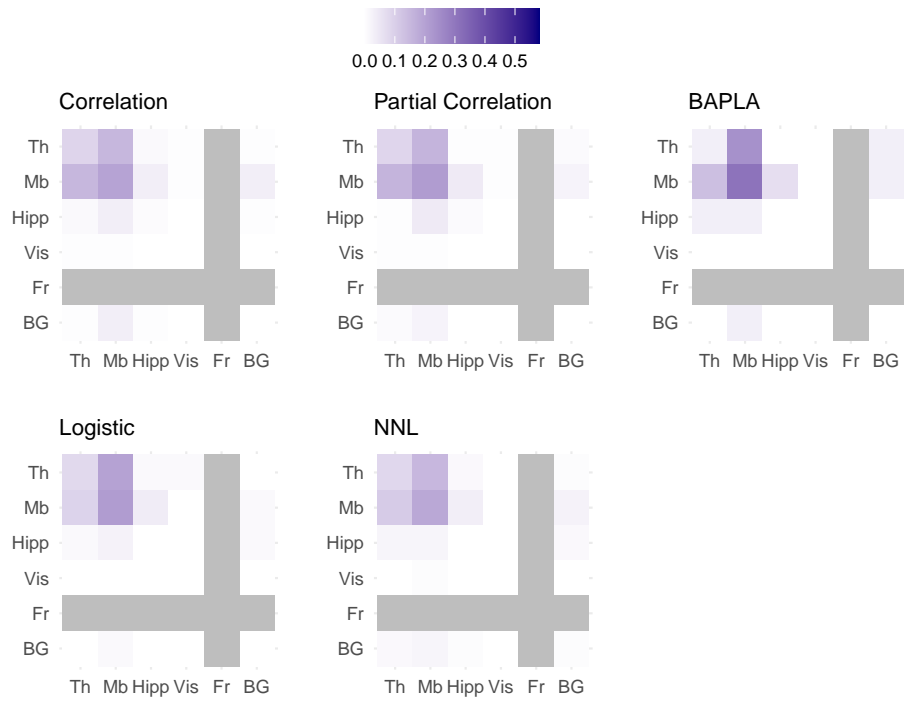 0.0 0.1 0.2 0.3 0.4 0.5
Correlation
Th
Mb
Hipp
Vis
Fr
BG
Th Mb Hipp Vis Fr BG
Partial Correlation
Th
Mb
Hipp
Vis
Fr
BG
Th Mb Hipp Vis Fr BG
BAPLA
Th
Mb
Hipp
Vis
Fr
BG
Th Mb Hipp Vis Fr BG
Logistic
Th
Mb
Hipp
Vis
Fr
BG
Th Mb Hipp Vis Fr BG
NNL
Th
Mb
Hipp
Vis
Fr
BG
Th Mb Hipp Vis Fr BG